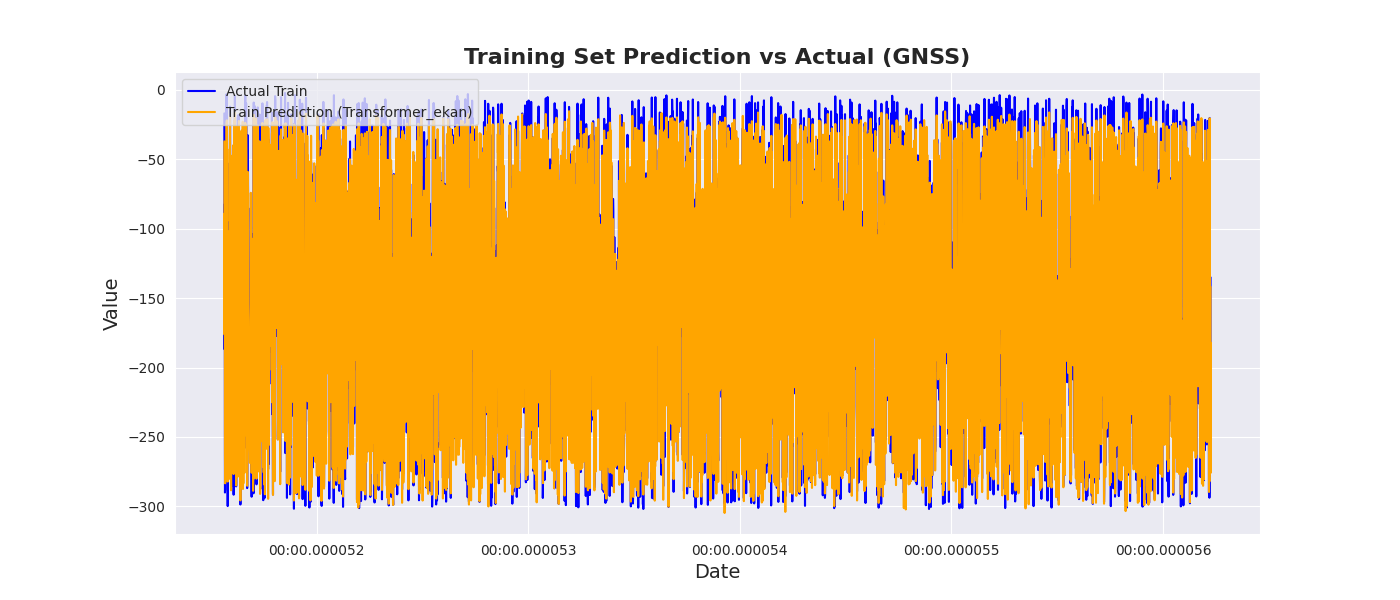 Training Set Prediction vs Actual (GNSS)
Actual Train
Train Prediction (Transformer_ekan)
Value
0
−50
−100
−150
−200
−250
−300
00:00.000052
00:00.000053
00:00.000054
00:00.000055
00:00.000056
Date